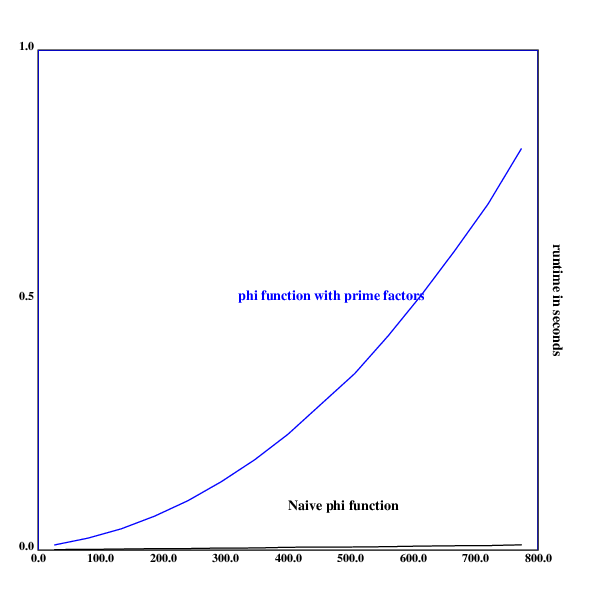 1.0
phi function with prime factors
0.5
runtime in seconds
Naive phi function
0.0
0.0 100.0 200.0 300.0 400.0 500.0 600.0 700.0 800.0